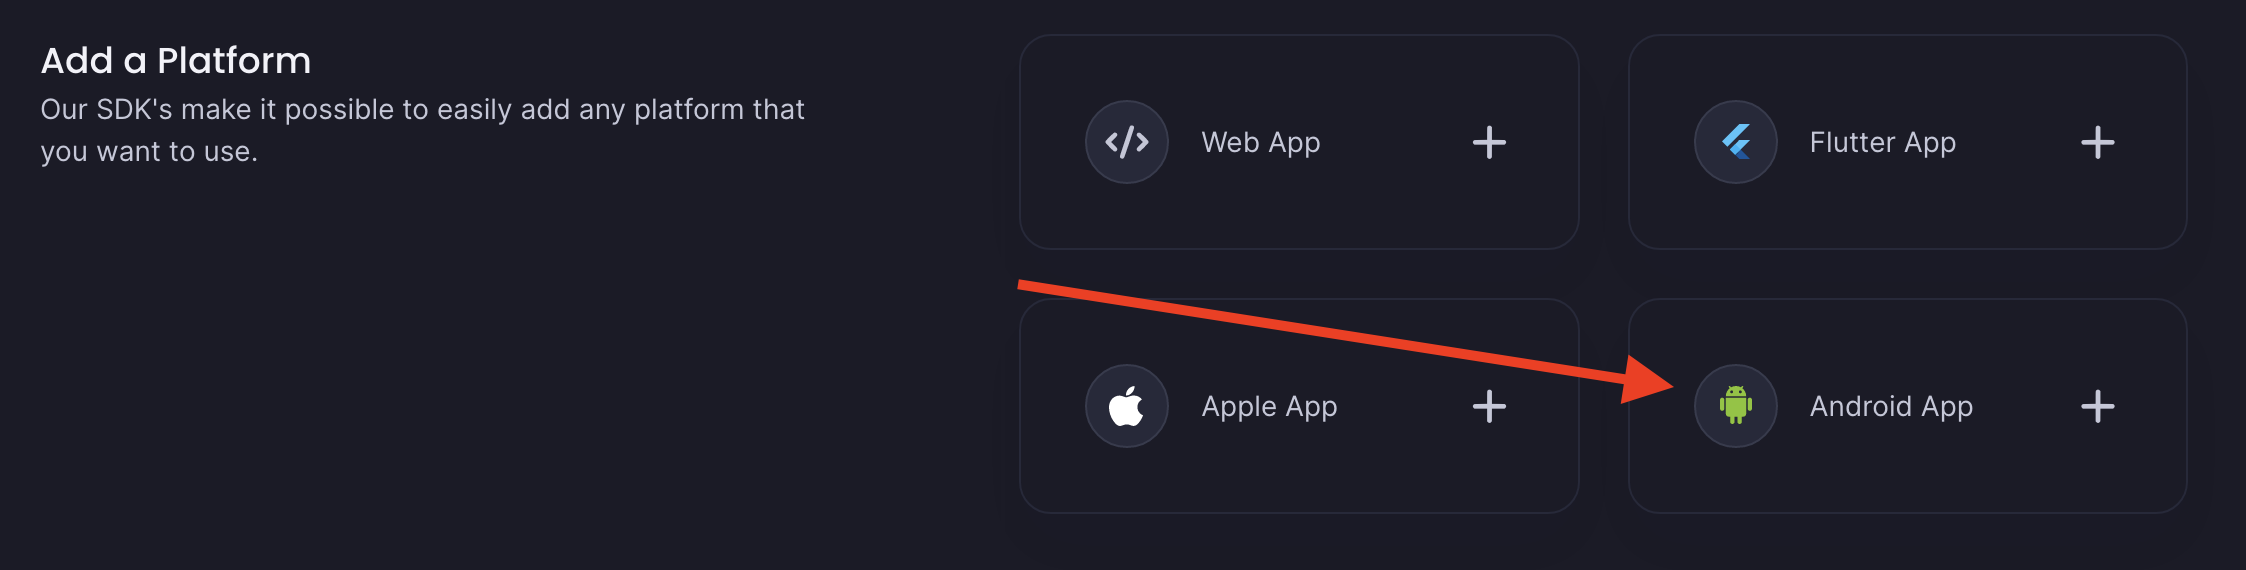 Add a Platform
Our SDK's make it possible to easily add any platform that
you want to use.
Web App
Flutter App
Apple App
Android App